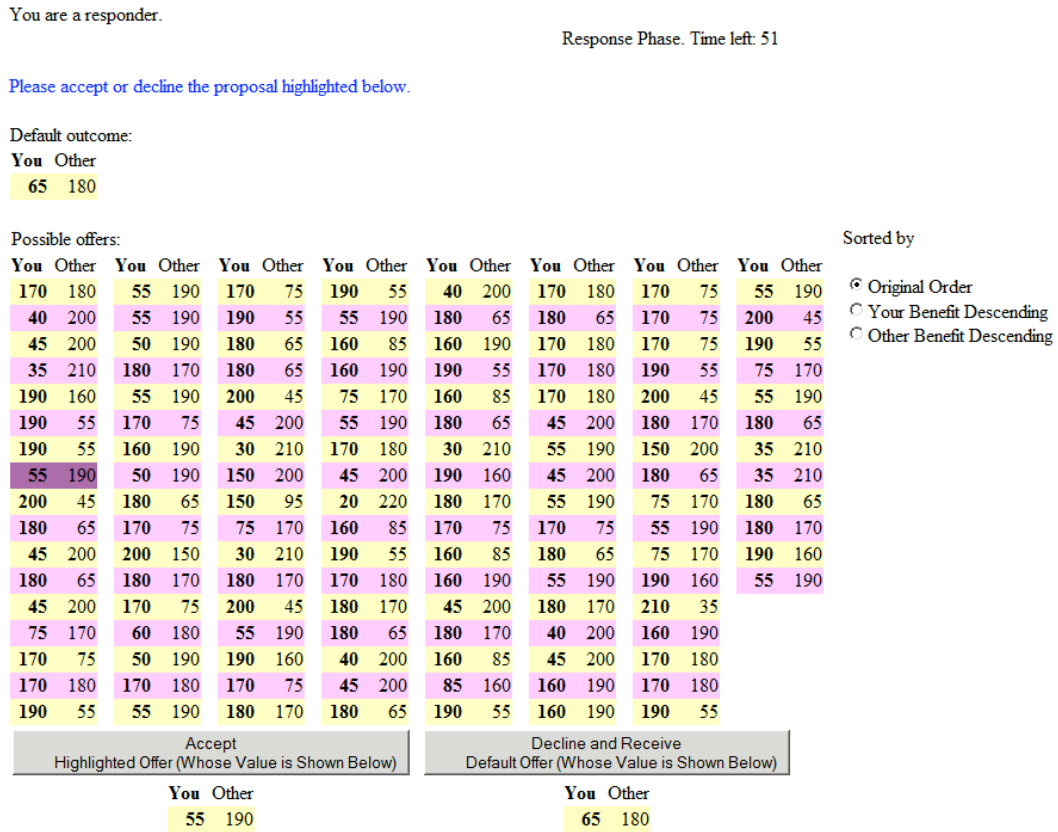 You are a responder.
Response Phase. Time left: 51
Please accept or decline the proposal highlighted below.
Default outcome:
You Other
65 180
Possible offers:
Sorted by
You Other You Other You Other You Other You Other You Other You Other You Other
170 180 55 190 170 75 190 55 40 200 170 180 170 75 55 190
Original Order
40 200 55 190 190 55 55 190 180 65 180 65 170 75 200 45
Your Benefit Descending
45 200 50 190 180 65 160 85 160 190 170 180 170 75 190 55
Other Benefit Descending
35 210 180 170 180 65 160 190 190 55 170 180 190 55 75 170
190 160 55 190 200 45 75 170 160 85 170 180 200 45 55 190
190 55 170 75 45 200 55 190 180 65 45 200 180 170 180 65
190 55 160 190 30 210 170 180 30 210 55 190 150 200 35 210
55 190 50 190 150 200 45 200 190 160 45 200 180 65 35 210
200 45 180 65 150 95 20 220 180 170 55 190 75 170 180 65
180 65 170 75 75 170 160 85 170 75 170 75 55 190 180 170
45 200 200 150 30 210 190 55 160 85 180 65 75 170 190 160
180 65 180 170 180 170 170 180 160 190 55 190 190 160 55 190
45 200 170 75 200 45 180 170 45 200 180 170 210 35
75 170 60 180 55 190 180 65 180 170 40 200 160 190
170 75 50 190 190 160 40 200 160 85 45 200 170 180
170 180 170 180 170 75 45 200 85 160 160 190 170 180
190 55 55 190 180 170 180 65 190 55 160 190 190 55
Accept
Highlighted Offer (Whose Value is Shown Below)
Decline and Receive
Default Offer (Whose Value is Shown Below)
You Other
55 190
You Other
65 180